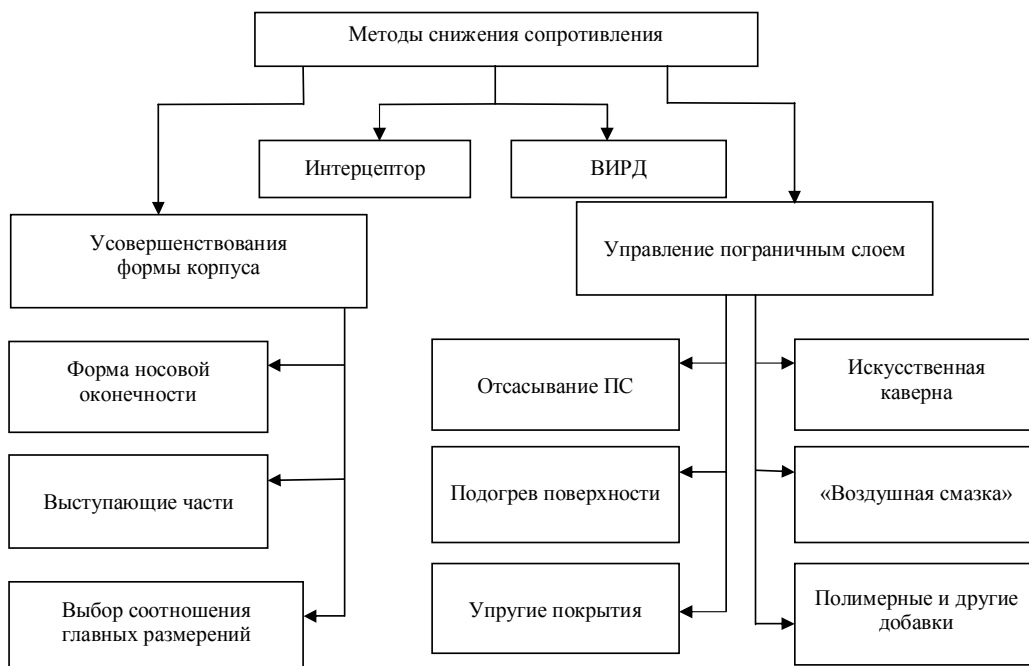 Методы снижения сопротивления
Интерцептор
ВИРД
Усовершенствования
формы корпуса
Управление пограничным слоем
Форма носовой
оконечности
Отсасывание ПС
Искусственная
каверна
Выступающие части
Подогрев поверхности
«Воздушная смазка»
Выбор соотношения
главных размерений
Упругие покрытия
Полимерные и другие
добавки